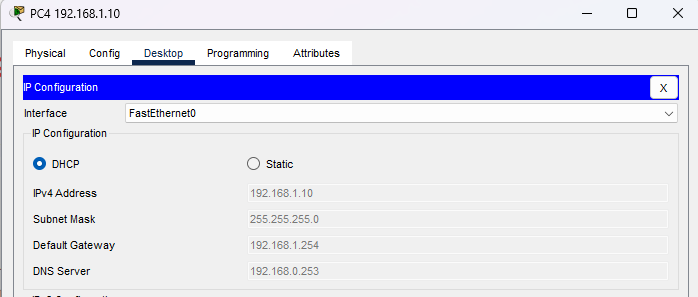 PC4 192.168.1.10
Physical Config Desktop Programming Attributes
IP Configuration X
Interface FastEthernet0
IP Configuration
DHCP Static
IPv4 Address 192.168.1.10
Subnet Mask 255.255.255.0
Default Gateway 192.168.1.254
DNS Server 192.168.0.253